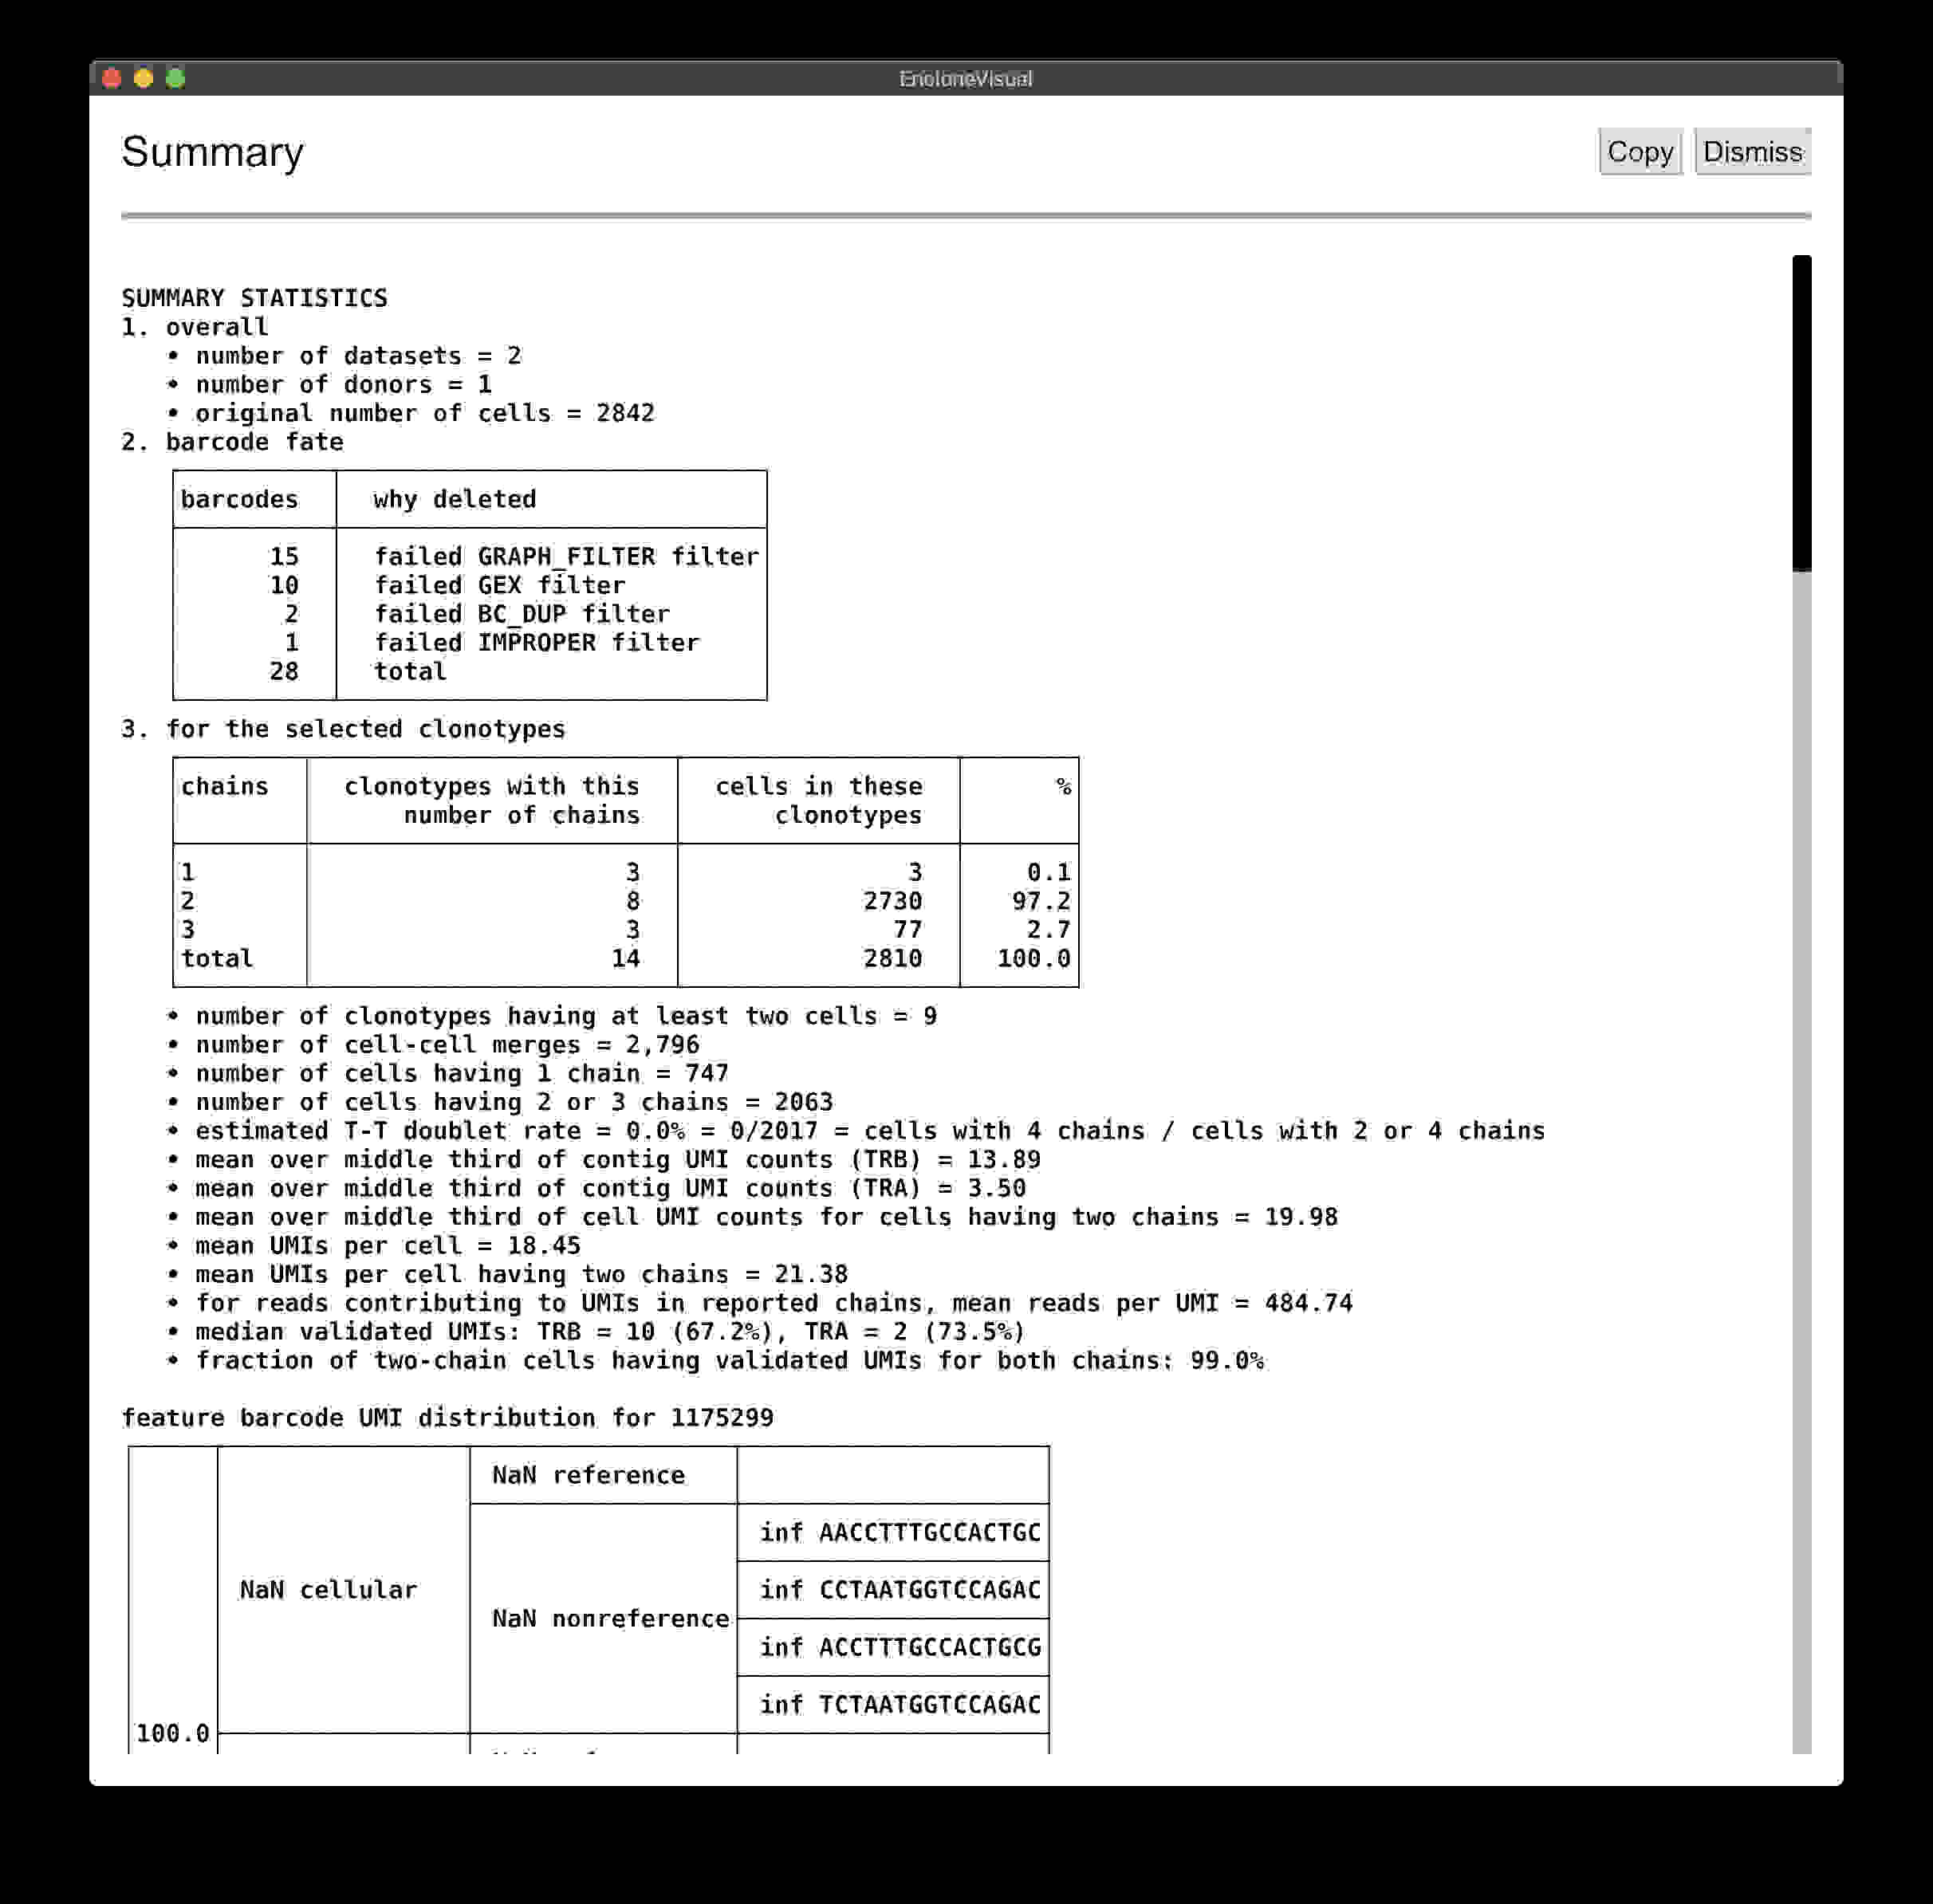 EncloneVisual
Summary
Copy Dismiss
SUMMARY STATISTICS
1. overall
• number of datasets = 2
• number of donors = 1
• original number of cells = 2842
2. barcode fate
barcodes why deleted
15 failed GRAPH_FILTER filter
10 failed GEX filter
2 failed BC_DUP filter
1 failed IMPROPER filter
28 total
3. for the selected clonotypes
chains clonotypes with this cells in these %
number of chains clonotypes
1 3 3 0.1
2 8 2730 97.2
3 3 77 2.7
total 14 2810 100.0
• number of clonotypes having at least two cells = 9
• number of cell-cell merges = 2,796
• number of cells having 1 chain = 747
• number of cells having 2 or 3 chains = 2063
• estimated T-T doublet rate = 0.0% = 0/2017 = cells with 4 chains / cells with 2 or 4 chains
• mean over middle third of contig UMI counts (TRB) = 13.89
• mean over middle third of contig UMI counts (TRA) = 3.50
• mean over middle third of cell UMI counts for cells having two chains = 19.98
• mean UMIs per cell = 18.45
• mean UMIs per cell having two chains = 21.38
• for reads contributing to UMIs in reported chains, mean reads per UMI = 484.74
• median validated UMIs: TRB = 10 (67.2%), TRA = 2 (73.5%)
• fraction of two-chain cells having validated UMIs for both chains: 99.0%
feature barcode UMI distribution for 1175299
NaN reference
inf AACCTTTGCCACTGC
NaN cellular
inf CCTAATGGTCCAGAC
NaN nonreference
inf ACCTTTGCCACTGCG
inf TCTAATGGTCCAGAC
100.0